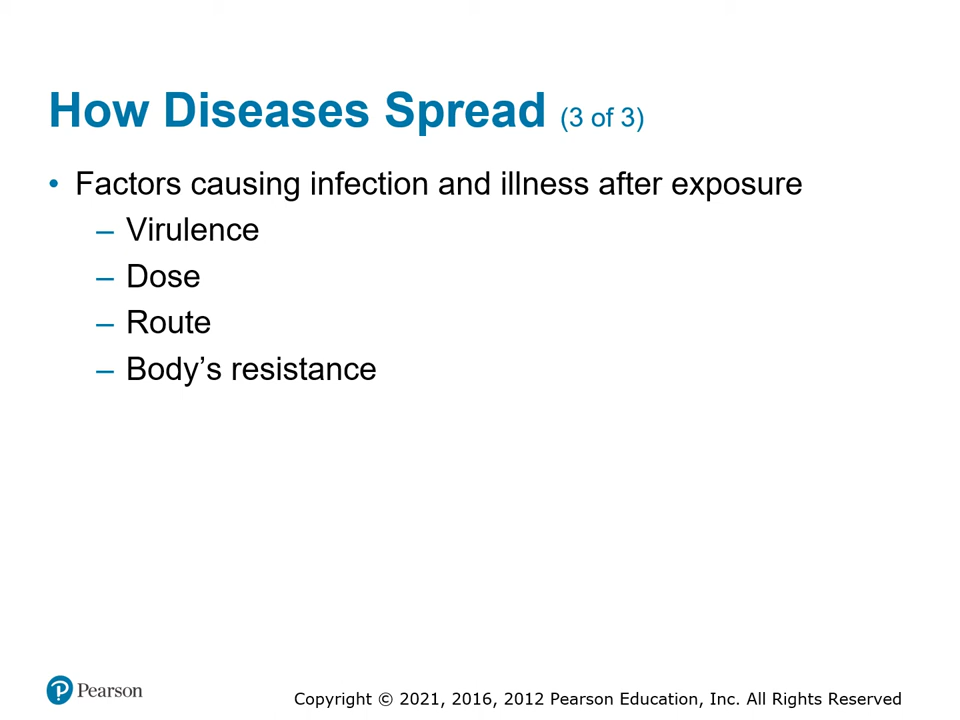 How Diseases Spread (3 of 3)
• Factors causing infection and illness after exposure
– Virulence
– Dose
– Route
– Body’s resistance
Pearson
Copyright © 2021, 2016, 2012 Pearson Education, Inc. All Rights Reserved